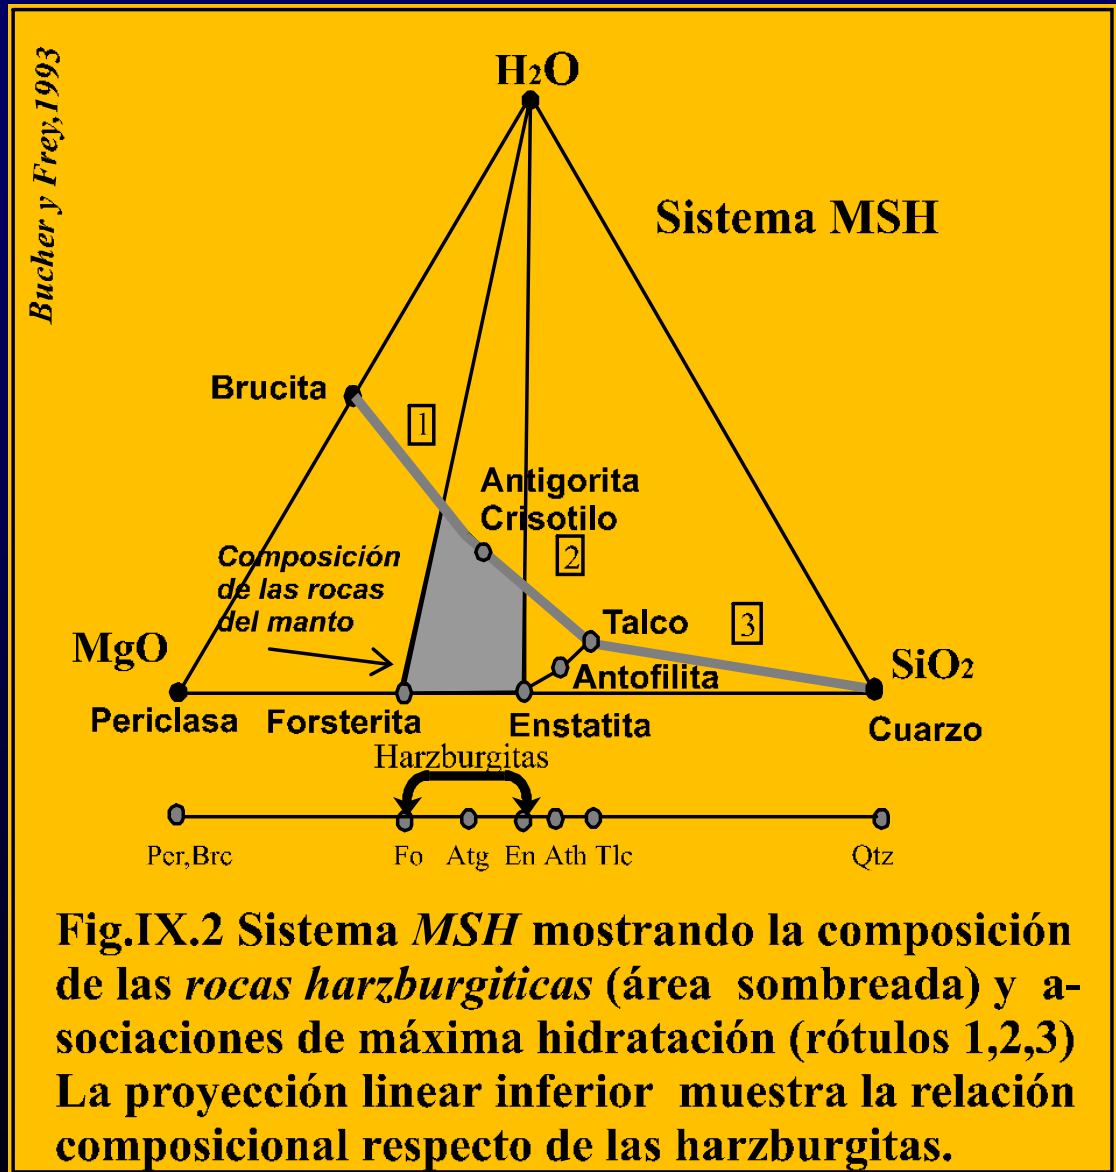 Bucher y Frey,1993
H2O
Sistema MSH
Brucita
1
Antigorita
Crisotilo
2
Composición
de las rocas
del manto
Talco
3
MgO
SiO2
Antofilita
Periclasa
Forsterita
Enstatita
Cuarzo
Harzburgitas
Per,Brc
Fo
Atg
En
Ath
Tlc
Qtz
Fig.IX.2 Sistema MSH mostrando la composición
de las rocas harzburgiticas (área sombreada) y a-
sociaciones de máxima hidratación (rótulos 1,2,3)
La proyección linear inferior muestra la relación
composicional respecto de las harzburgitas.